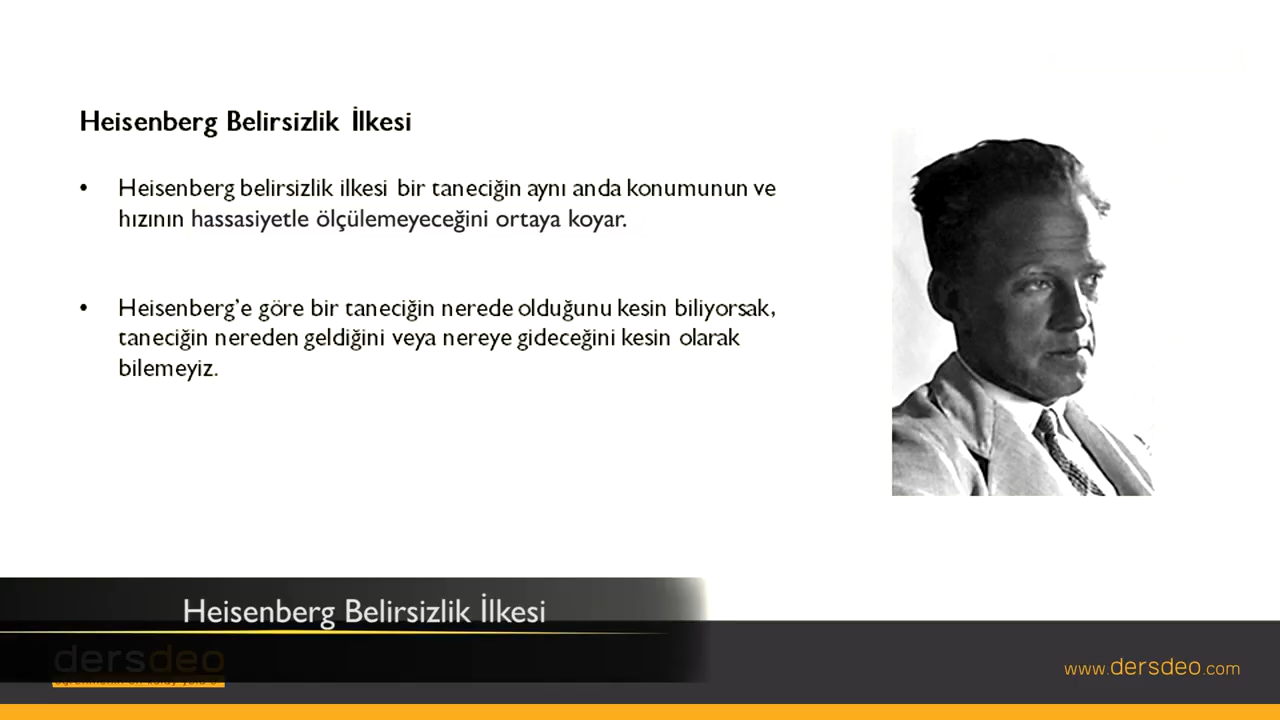 Heisenberg Belirsizlik İlkesi
• Heisenberg belirsizlik ilkesi bir taneciğin aynı anda konumunun ve
hızının hassasiyetle ölçülemeyeceğini ortaya koyar.
• Heisenberg’e göre bir taneciğin nerede olduğunu kesin biliyorsak,
taneciğin nereden geldiğini veya nereye gideceğini kesin olarak
bilemeyiz.
Heisenberg Belirsizlik İlkesi
dersdeo
www.dersdeo.com